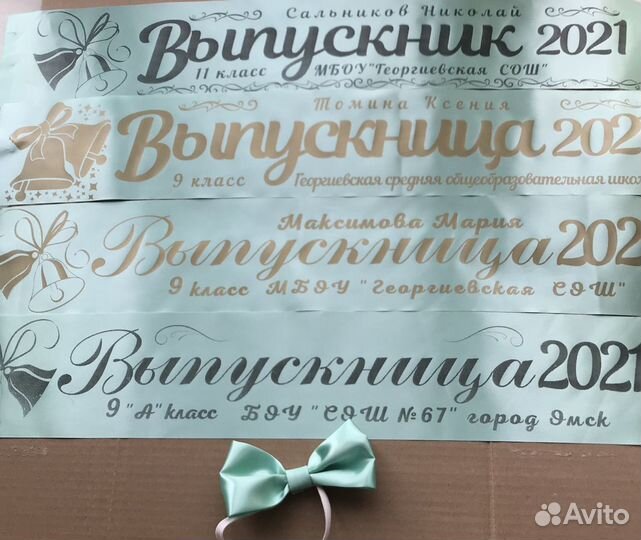 Сальников Николай
Выпускник 2021
11 класс МБОУ "Георгиевская СОШ"
Томина Ксения
Выпускница 202
9 класс Георгиевская средняя общеобразовательная школ
Максимова Мария
Выпускница 202
9 класс МБОУ "Георгиевская СОШ"
Выпускница 2021
9 "А" класс БОУ "СОШ № 67" город Омск
Avito